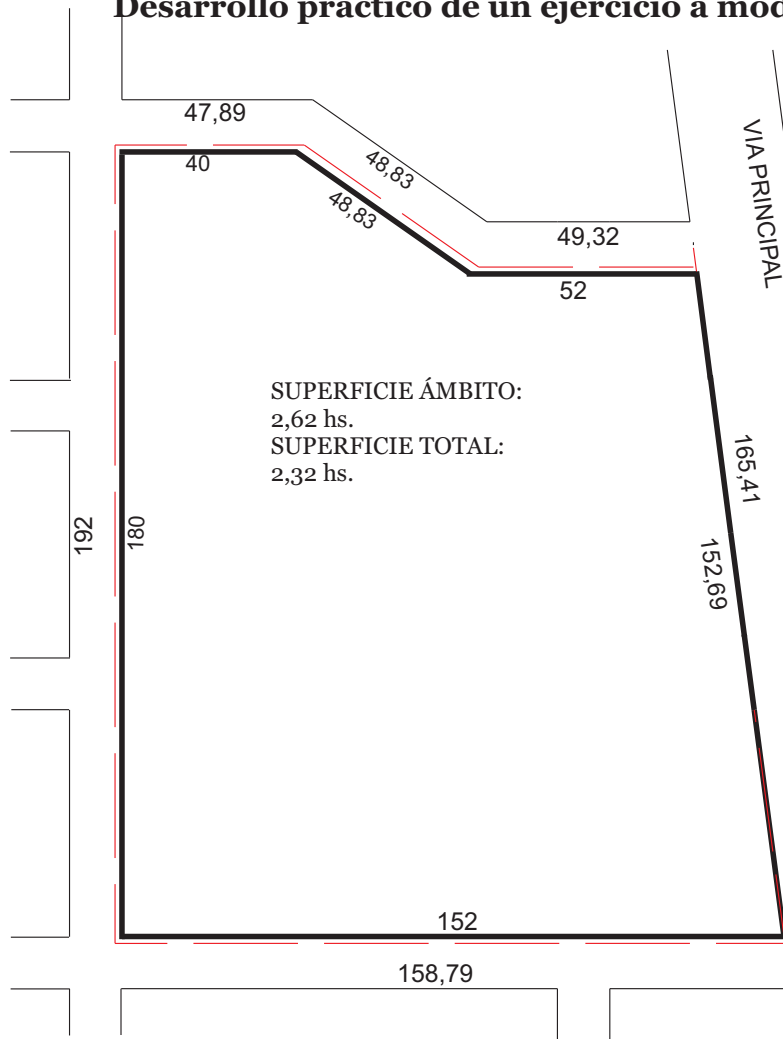 Desarrollo práctico de un ejercicio a mod
47,89
40
48,83
48,83
49,32
52
VIA PRINCIPAL
SUPERFICIE ÁMBITO:
2,62 hs.
SUPERFICIE TOTAL:
2,32 hs.
165,41
152,69
192
180
152
158,79